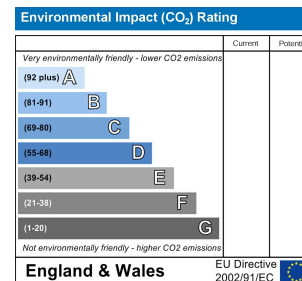 Environmental Impact (CO₂) Rating
Current Potenti
Very environmentally friendly - lower CO2 emissions
(92 plus) A
(81-91) B
(69-80) C
(55-68) D
(39-54) E
(21-38) F
(1-20) G
Not environmentally friendly - higher CO2 emissions
England & Wales
EU Directive
2002/91/EC